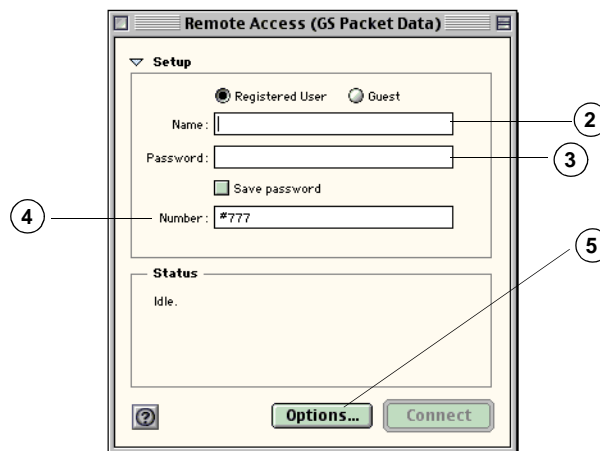 Remote Access (GS Packet Data)
Setup
Registered User Guest
Name: 2
Password: 3
Save password
4 Number: #777
5
Status
Idle.
? Options... Connect